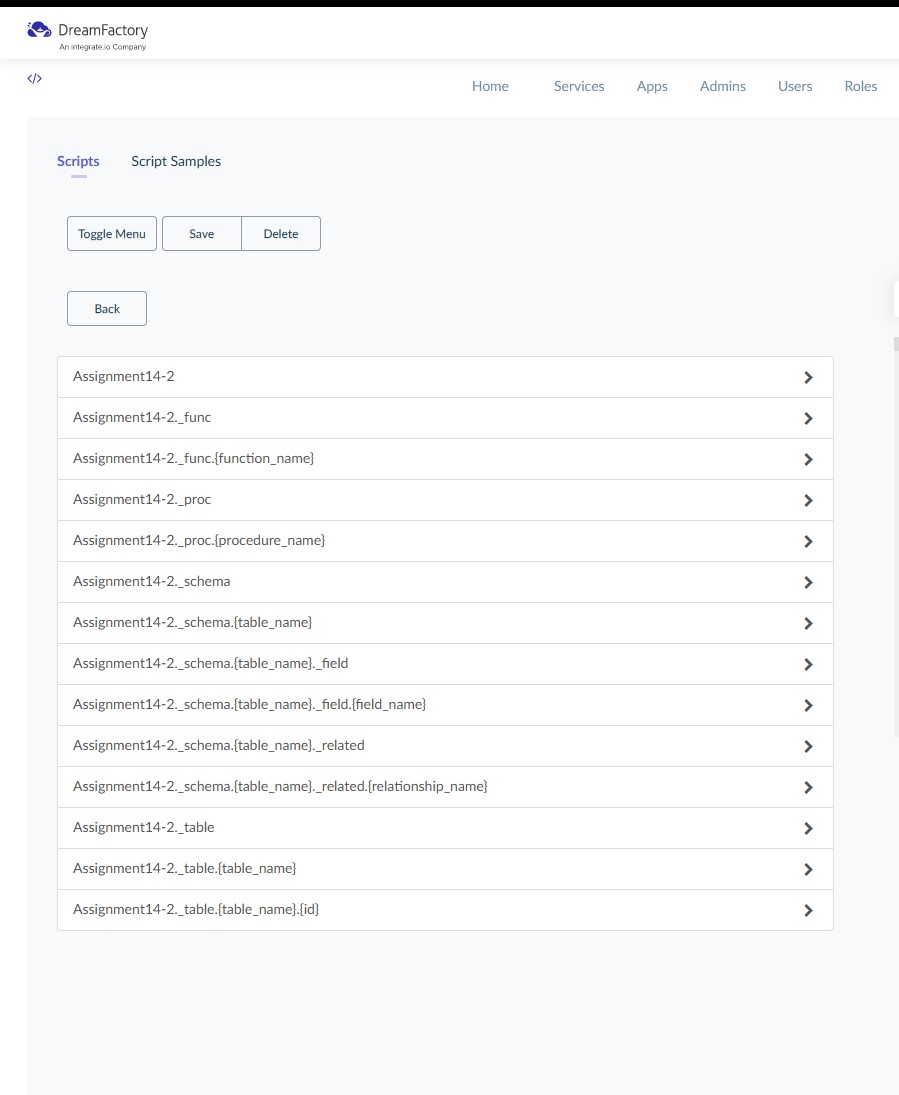 DreamFactory
An integrate.io Company
</>
Home Services Apps Admins Users Roles
Scripts Script Samples
Toggle Menu Save Delete
Back
Assignment14-2
Assignment14-2._func
Assignment14-2._func.{function_name}
Assignment14-2._proc
Assignment14-2._proc.{procedure_name}
Assignment14-2._schema
Assignment14-2._schema.{table_name}
Assignment14-2._schema.{table_name}._field
Assignment14-2._schema.{table_name}._field.{field_name}
Assignment14-2._schema.{table_name}._related
Assignment14-2._schema.{table_name}._related.{relationship_name}
Assignment14-2._table
Assignment14-2._table.{table_name}
Assignment14-2._table.{table_name}.{id}